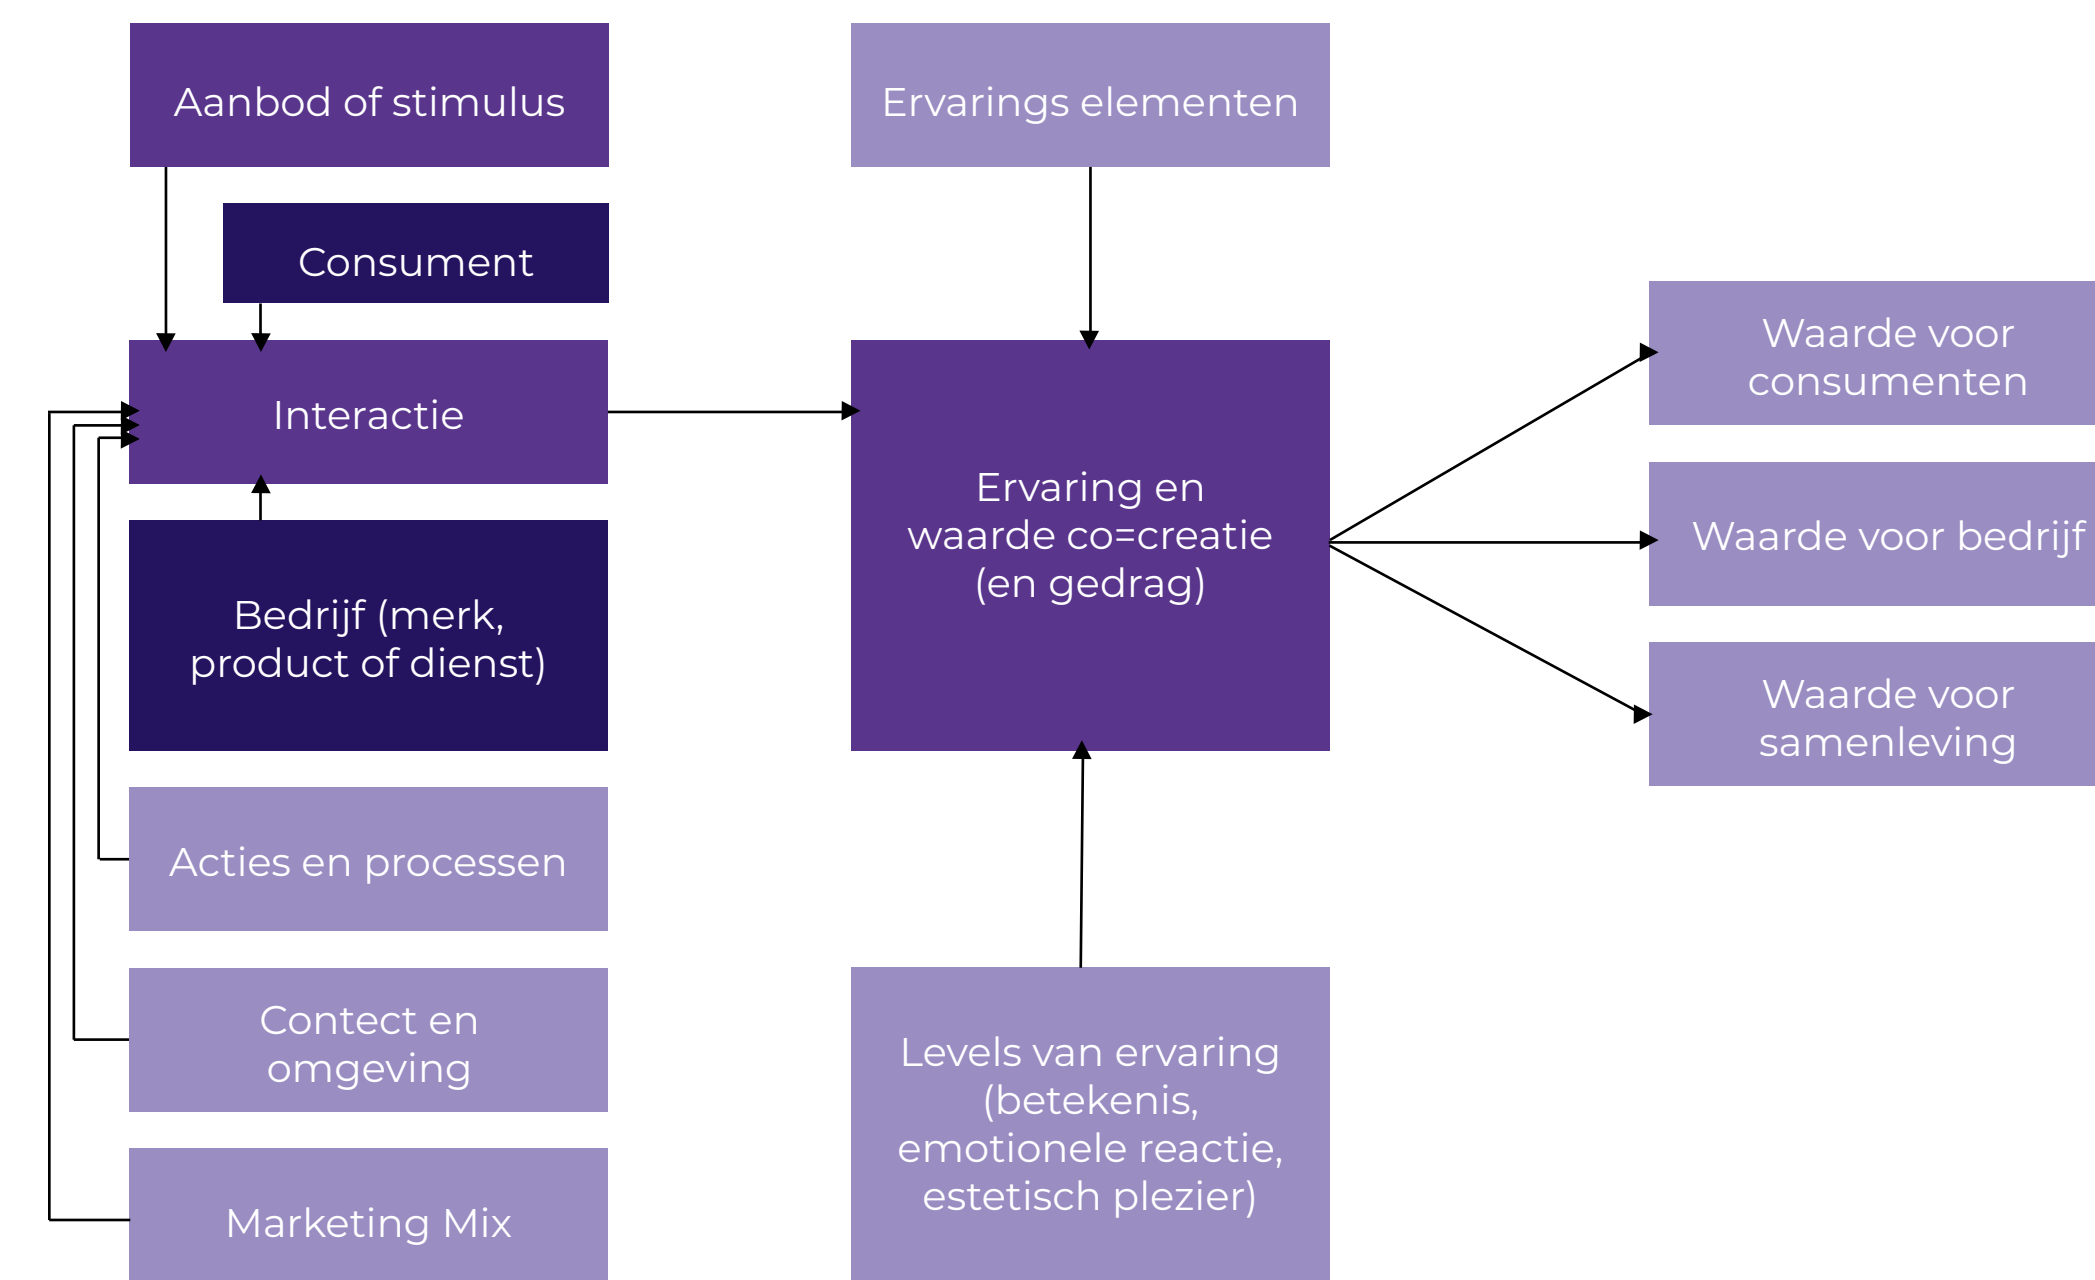 Aanbod of stimulus
Consument
Interactie
Bedrijf (merk,
product of dienst)
Acties en processen
Contect en
omgeving
Marketing Mix
Ervarings elementen
Ervaring en
waarde co=creatie
(en gedrag)
Levels van ervaring
(betekenis,
emotionele reactie,
estetisch plezier)
Waarde voor
consumenten
Waarde voor bedrijf
Waarde voor
samenleving